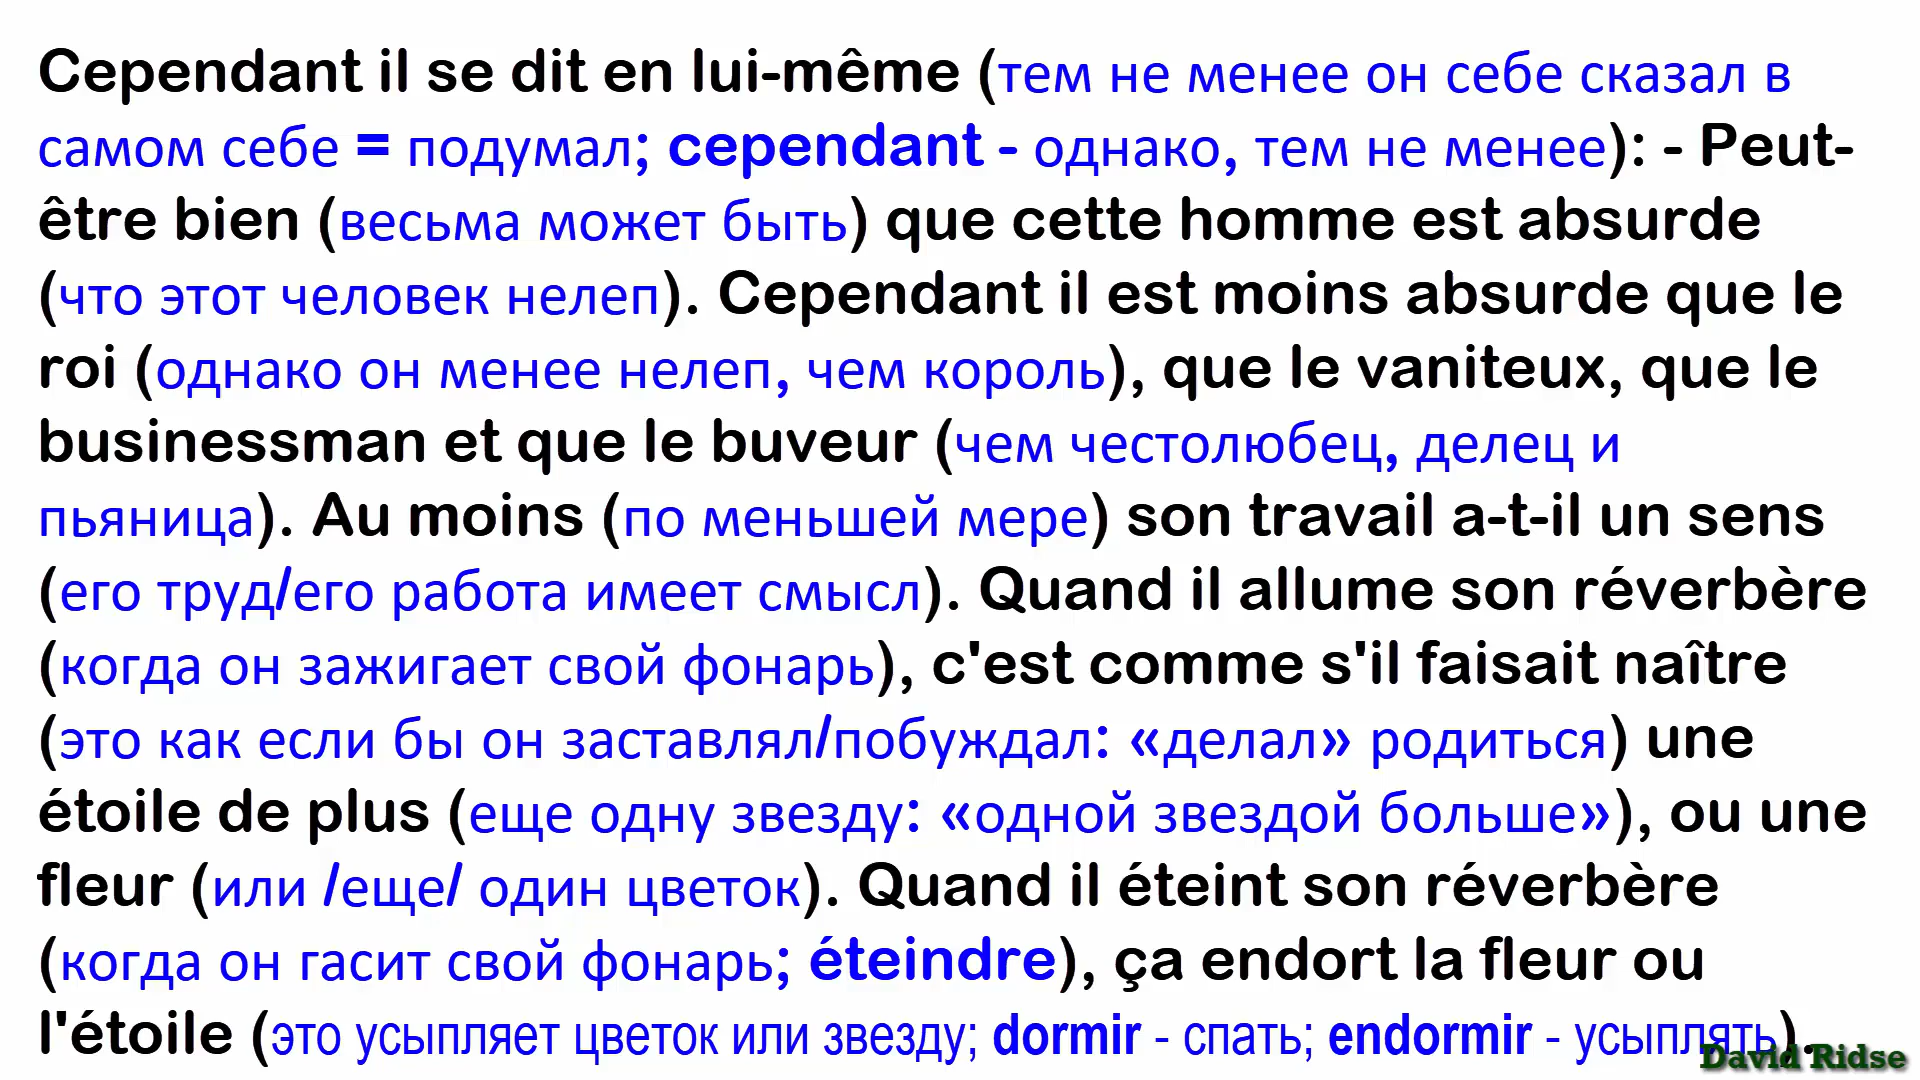 Cependant il se dit en lui-même (тем не менее он себе сказал в
самом себе = подумал; cependant - однако, тем не менее): - Peut-
être bien (весьма может быть) que cette homme est absurde
(что этот человек нелеп). Cependant il est moins absurde que le
roi (однако он менее нелеп, чем король), que le vaniteux, que le
businessman et que le buveur (чем честолюбец, делец и
пьяница). Au moins (по меньшей мере) son travail a-t-il un sens
(его труд/его работа имеет смысл). Quand il allume son réverbère
(когда он зажигает свой фонарь), c'est comme s'il faisait naître
(это как если бы он заставлял/побуждал: «делал» родиться) une
étoile de plus (еще одну звезду: «одной звездой больше»), ou une
fleur (или /еще/ один цветок). Quand il éteint son réverbère
(когда он гасит свой фонарь; éteindre), ça endort la fleur ou
l'étoile (это усыпляет цветок или звезду; dormir - спать; endormir - усыплять).
David Ridse